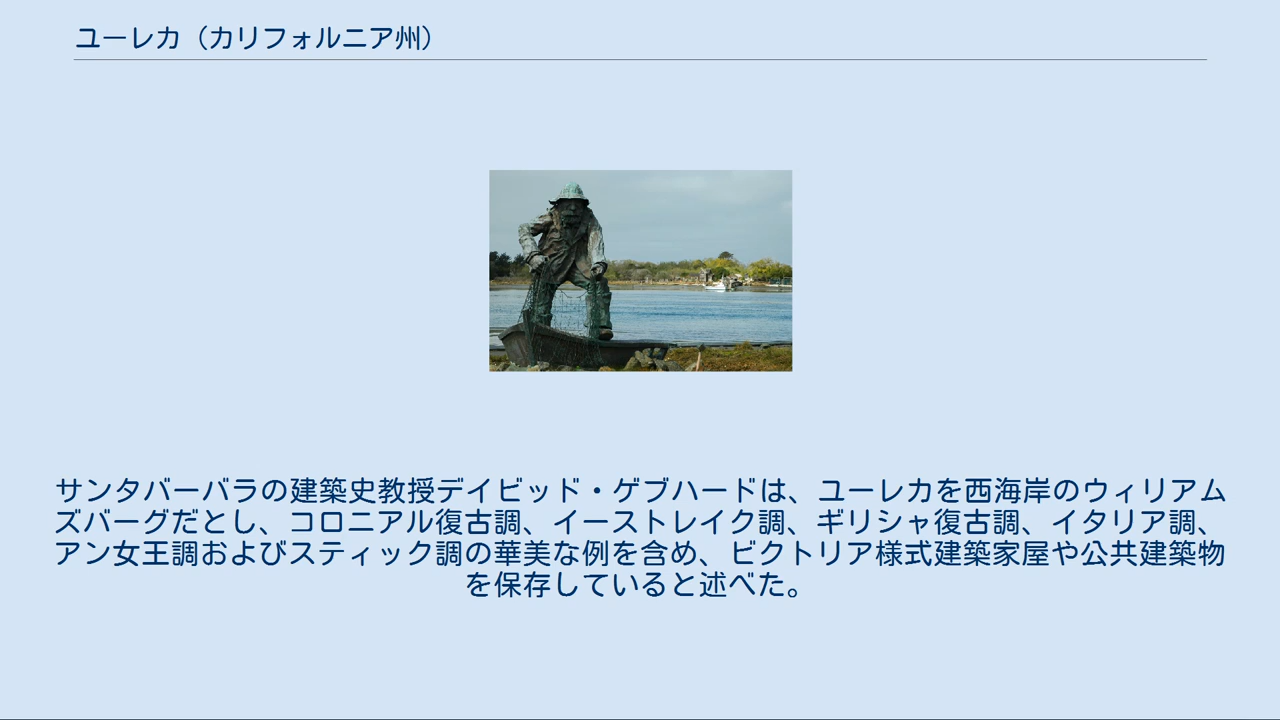 ユーレカ（カリフォルニア州）
サンタバーバラの建築史教授デイビッド・ゲブハードは、ユーレカを西海岸のウィリアム
ズバーグだとし、コロニアル復古調、イーストレイク調、ギリシャ復古調、イタリア調、
アン女王調およびスティック調の華美な例を含め、ビクトリア様式建築家屋や公共建築物
を保存していると述べた。